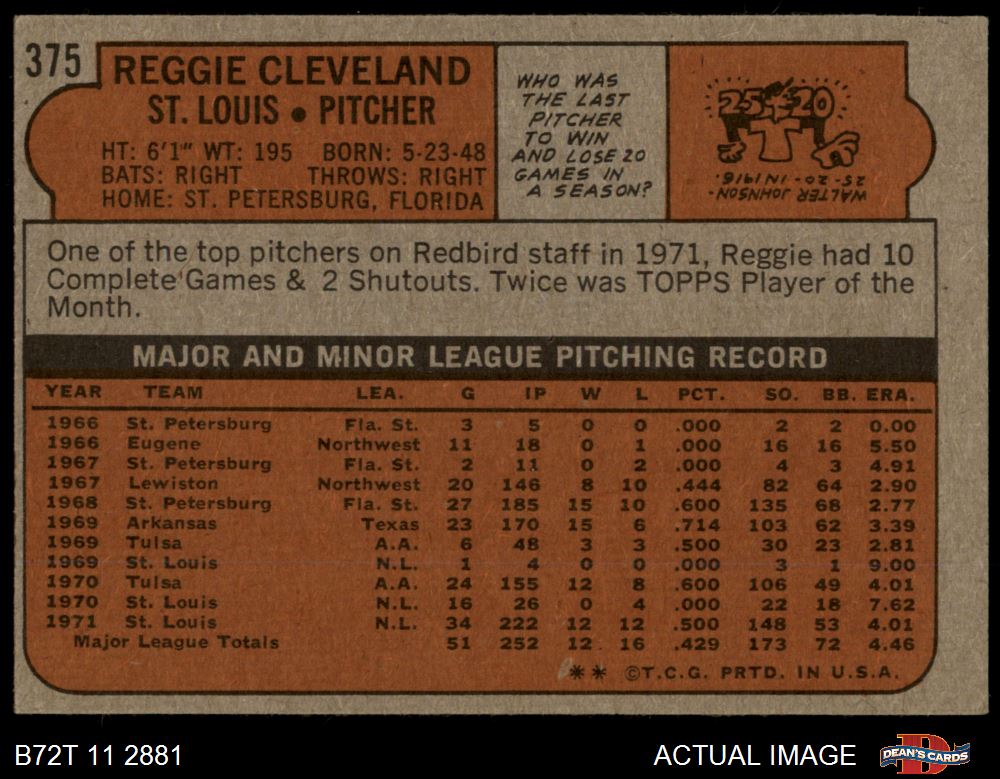 375
REGGIE CLEVELAND
ST. LOUIS • PITCHER
HT: 6'1" WT: 195 BORN: 5-23-48
BATS: RIGHT THROWS: RIGHT
HOME: ST. PETERSBURG, FLORIDA
WHO WAS
THE LAST
PITCHER
TO WIN
AND LOSE 20
GAMES IN
A SEASON?
25 & 20
WALTER JOHNSON
25-20-IN 1916.
One of the top pitchers on Redbird staff in 1971, Reggie had 10
Complete Games & 2 Shutouts. Twice was TOPPS Player of the
Month.
MAJOR AND MINOR LEAGUE PITCHING RECORD
YEAR TEAM LEA. G IP W L PCT. SO. BB. ERA.
1966 St. Petersburg Fla. St. 3 5 0 0 .000 2 2 0.00
1966 Eugene Northwest 11 18 0 1 .000 16 16 5.50
1967 St. Petersburg Fla. St. 2 11 0 2 .000 4 3 4.91
1967 Lewiston Northwest 20 146 8 10 .444 82 64 2.90
1968 St. Petersburg Fla. St. 27 185 15 10 .600 135 68 2.77
1969 Arkansas Texas 23 170 15 6 .714 103 62 3.39
1969 Tulsa A.A. 6 48 3 3 .500 30 23 2.81
1969 St. Louis N.L. 1 4 0 0 .000 3 1 9.00
1970 Tulsa A.A. 24 155 12 8 .600 106 49 4.01
1970 St. Louis N.L. 16 26 0 4 .000 22 18 7.62
1971 St. Louis N.L. 34 222 12 12 .500 148 53 4.01
Major League Totals 51 252 12 16 .429 173 72 4.46
** ©T.C.G. PRTD. IN U.S.A.
B72T 11 2881 ACTUAL IMAGE DEAN'S CARDS